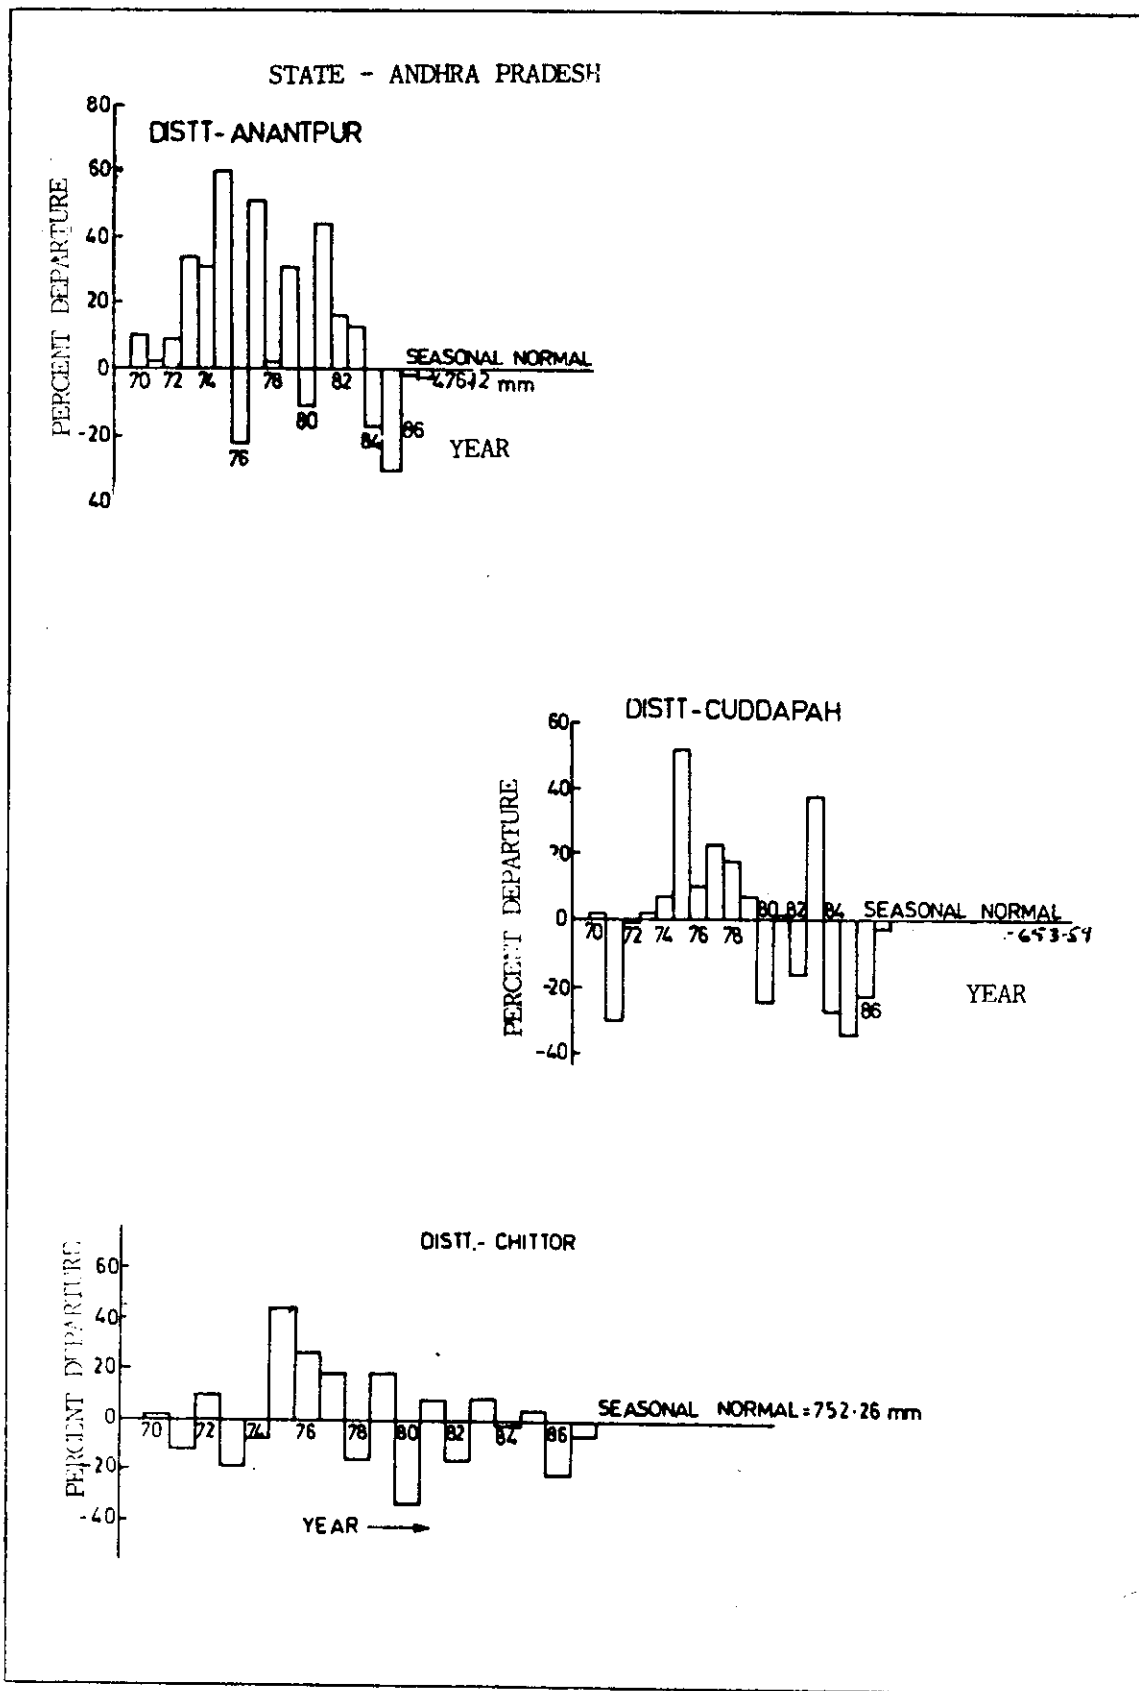 STATE - ANDHRA PRADESH
DISTT-ANANTPUR
PERCENT DEPARTURE
80
60
40
20
0
-20
40
70 72 74 76 78 80 82 84 86
SEASONAL NORMAL
476.12 mm
YEAR
DISTT-CUDDAPAH
PERCENT DEPARTURE
60
40
20
0
-20
-40
70 72 74 76 78 80 82 84 86
SEASONAL NORMAL
YEAR
DISTT.- CHITTOR
PERCENT DEPARTURE
60
40
20
0
-20
-40
70 72 74 76 78 80 82 84 86
SEASONAL NORMAL=752.26 mm
YEAR